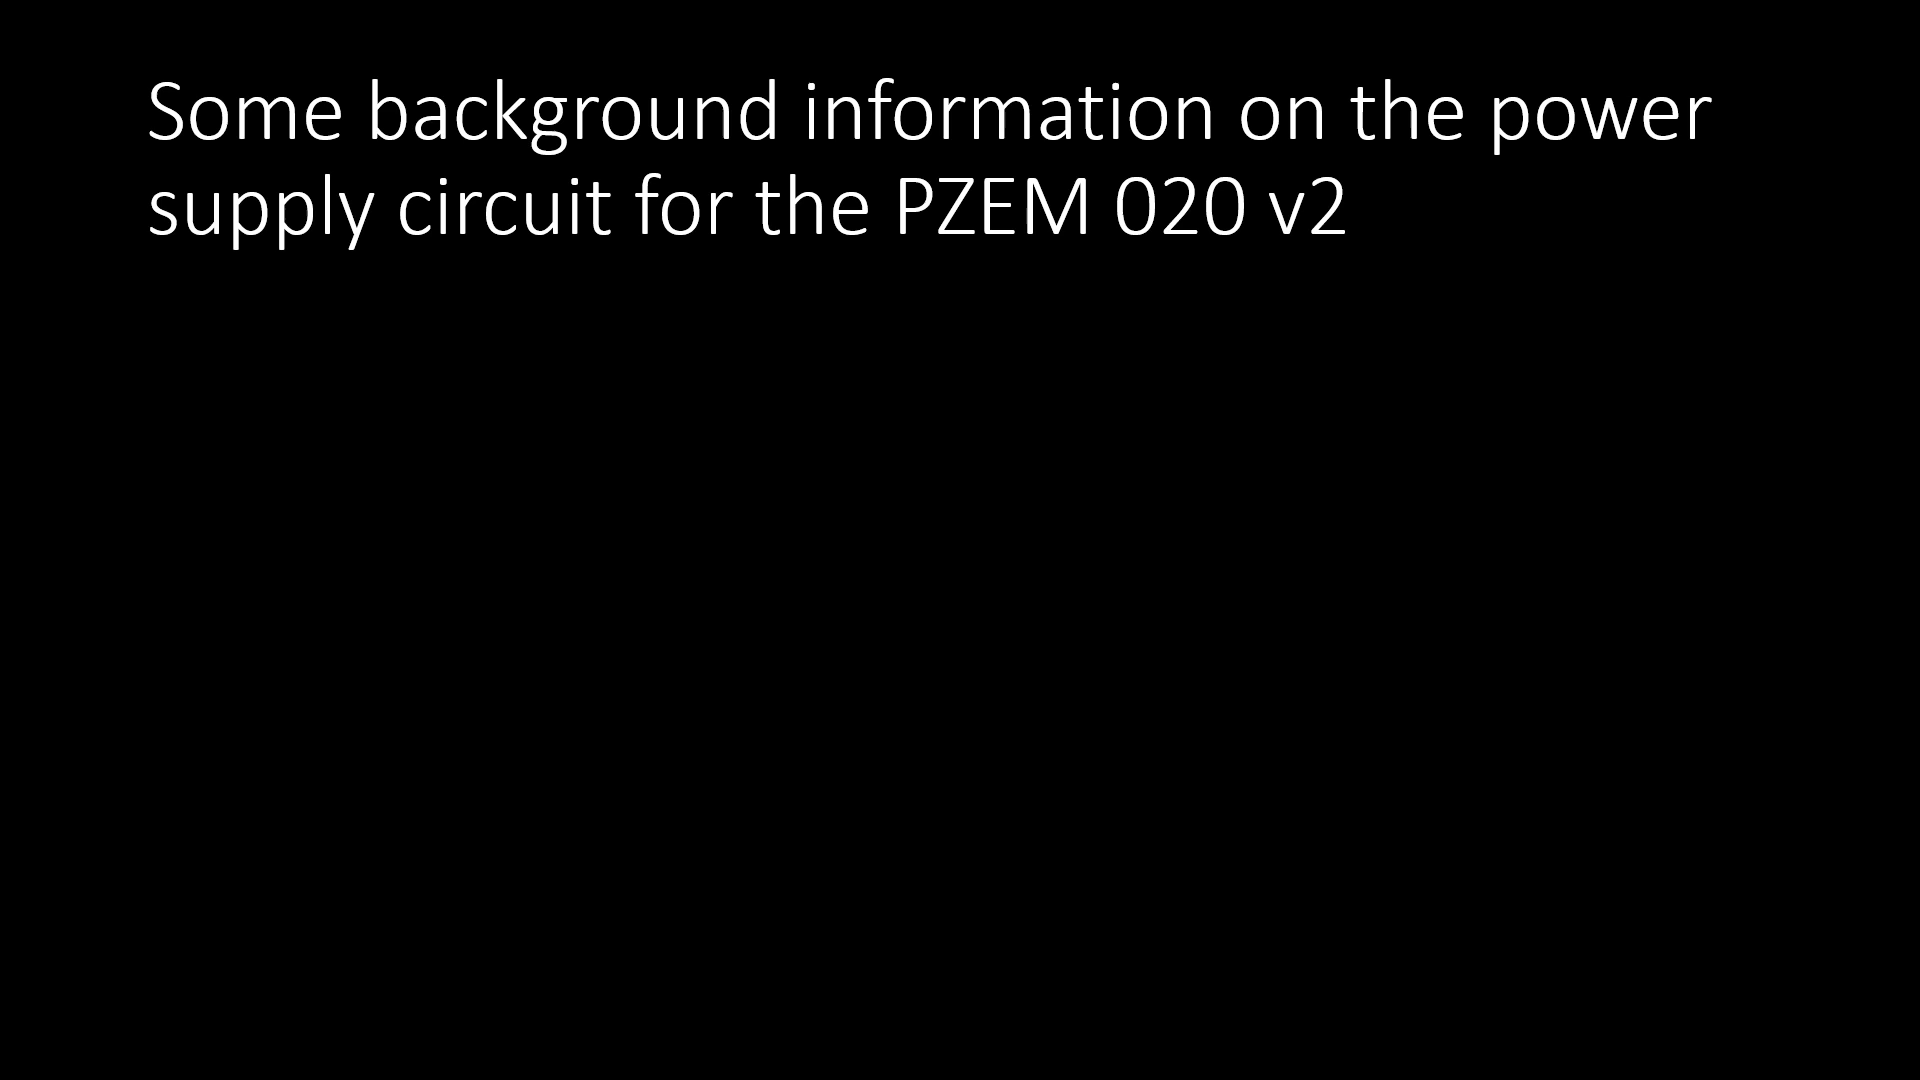 Some background information on the power
supply circuit for the PZEM 020 v2